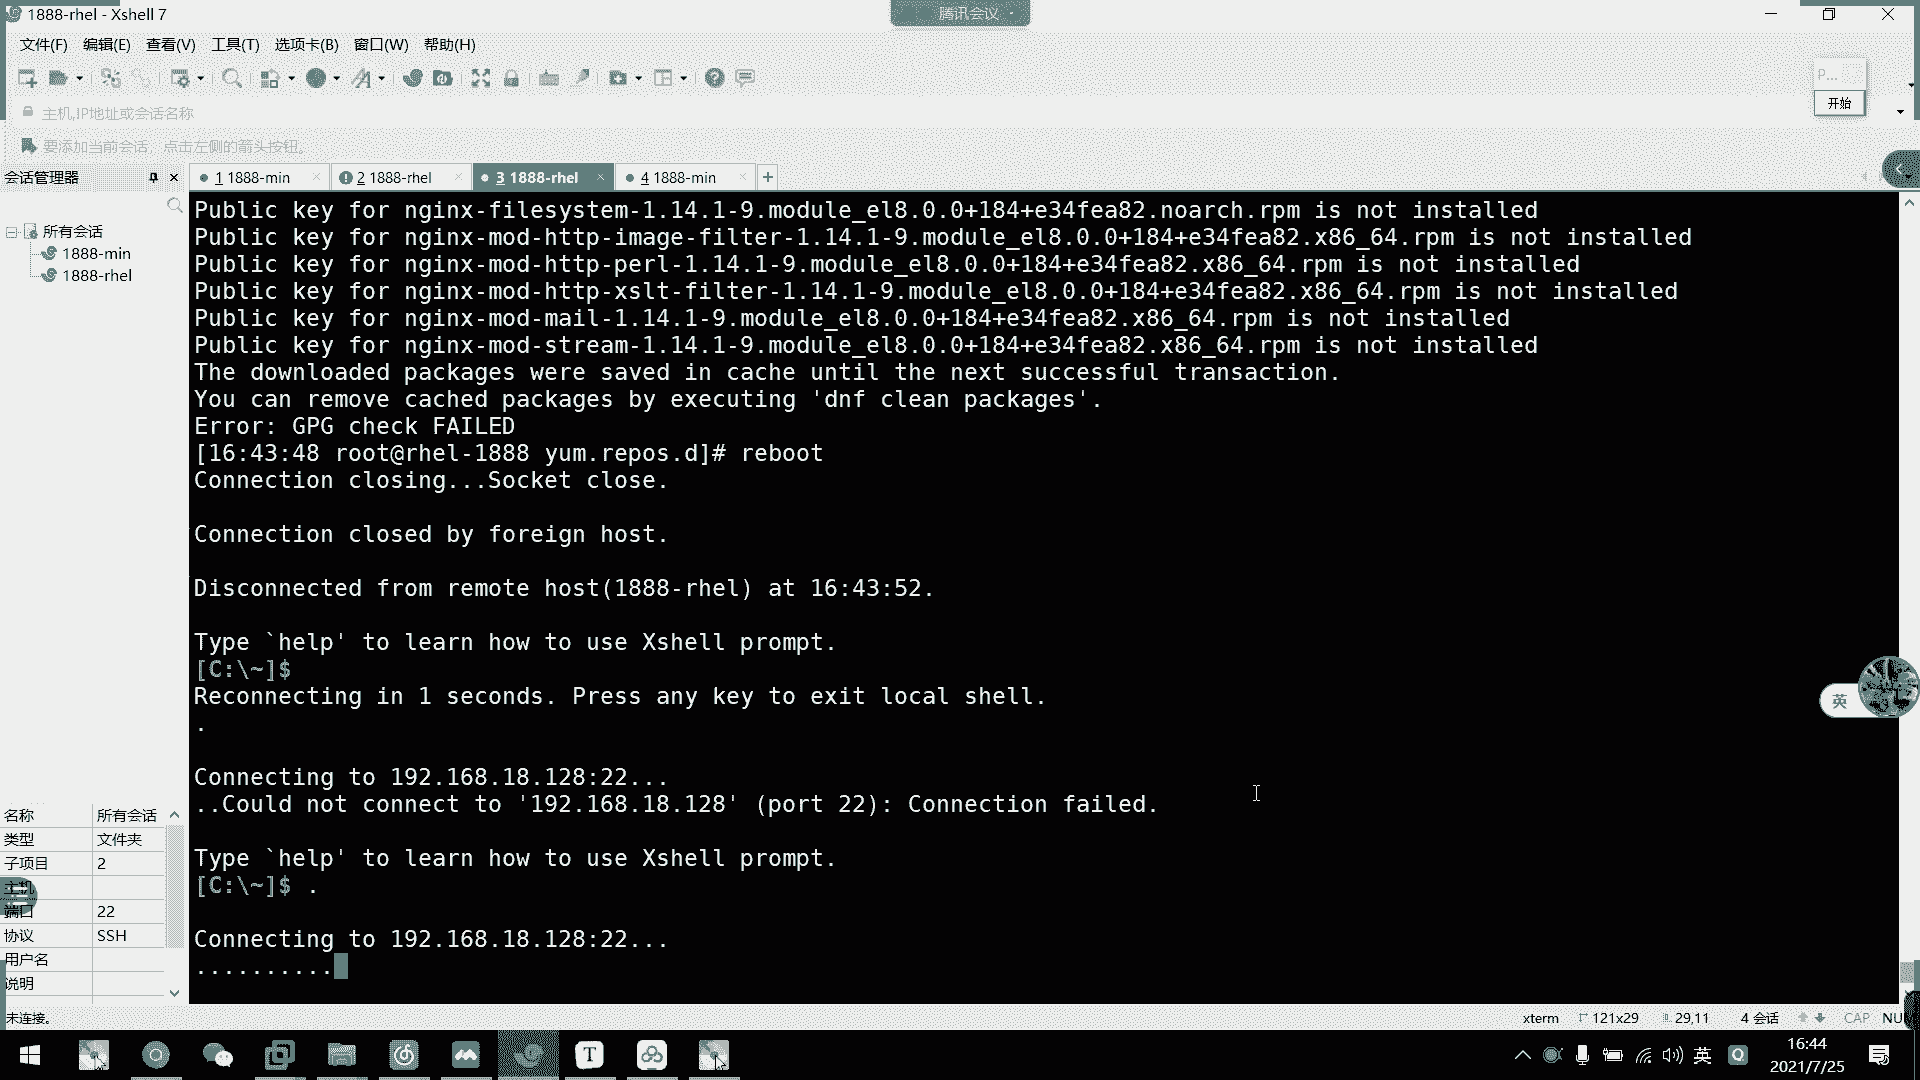 1888-rhel - Xshell 7
腾讯会议
文件(F) 编辑(E) 查看(V) 工具(T) 选项卡(B) 窗口(W) 帮助(H)
P...
开始
主机,IP地址或会话名称
要添加当前会话，点击左侧的箭头按钮。
会话管理器
1 1888-min
2 1888-rhel
3 1888-rhel
4 1888-min
所有会话
1888-min
1888-rhel
Public key for nginx-filesystem-1.14.1-9.module_el8.0.0+184+e34fea82.noarch.rpm is not installed
Public key for nginx-mod-http-image-filter-1.14.1-9.module_el8.0.0+184+e34fea82.x86_64.rpm is not installed
Public key for nginx-mod-http-perl-1.14.1-9.module_el8.0.0+184+e34fea82.x86_64.rpm is not installed
Public key for nginx-mod-http-xslt-filter-1.14.1-9.module_el8.0.0+184+e34fea82.x86_64.rpm is not installed
Public key for nginx-mod-mail-1.14.1-9.module_el8.0.0+184+e34fea82.x86_64.rpm is not installed
Public key for nginx-mod-stream-1.14.1-9.module_el8.0.0+184+e34fea82.x86_64.rpm is not installed
The downloaded packages were saved in cache until the next successful transaction.
You can remove cached packages by executing 'dnf clean packages'.
Error: GPG check FAILED
[16:43:48 root@rhel-1888 yum.repos.d]# reboot
Connection closing...Socket close.
Connection closed by foreign host.
Disconnected from remote host(1888-rhel) at 16:43:52.
Type `help' to learn how to use Xshell prompt.
[C:\~]$
Reconnecting in 1 seconds. Press any key to exit local shell.
.
Connecting to 192.168.18.128:22...
..Could not connect to '192.168.18.128' (port 22): Connection failed.
Type `help' to learn how to use Xshell prompt.
[C:\~]$ .
Connecting to 192.168.18.128:22...
..........
英
名称 所有会话
类型 文件夹
子项目 2
主机
端口 22
协议 SSH
用户名
说明
未连接。
xterm 121x29 29,11 4 会话 CAP NUM
T
英
16:44
2021/7/25